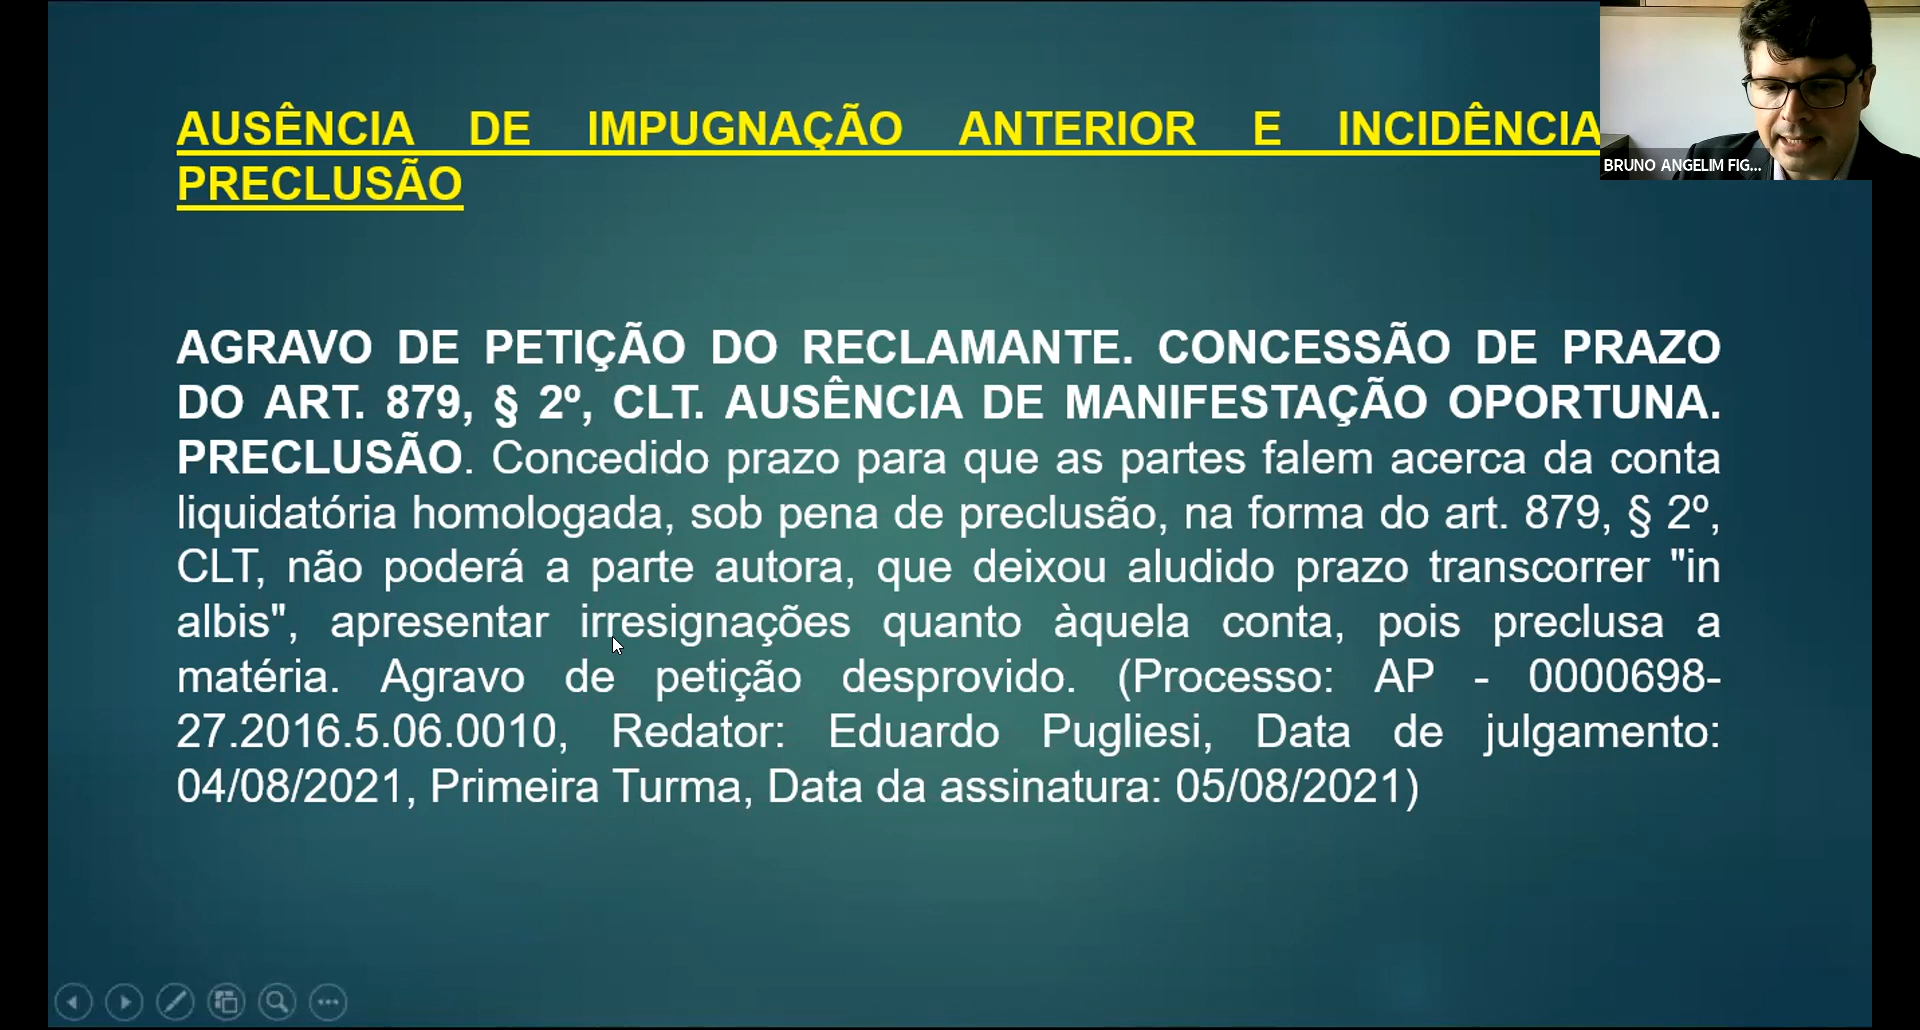 AUSÊNCIA DE IMPUGNAÇÃO ANTERIOR E INCIDÊNCIA
PRECLUSÃO
BRUNO ANGELIM FIG...
AGRAVO DE PETIÇÃO DO RECLAMANTE. CONCESSÃO DE PRAZO
DO ART. 879, § 2º, CLT. AUSÊNCIA DE MANIFESTAÇÃO OPORTUNA.
PRECLUSÃO. Concedido prazo para que as partes falem acerca da conta
liquidatória homologada, sob pena de preclusão, na forma do art. 879, § 2º,
CLT, não poderá a parte autora, que deixou aludido prazo transcorrer "in
albis", apresentar irresignações quanto àquela conta, pois preclusa a
matéria. Agravo de petição desprovido. (Processo: AP - 0000698-
27.2016.5.06.0010, Redator: Eduardo Pugliesi, Data de julgamento:
04/08/2021, Primeira Turma, Data da assinatura: 05/08/2021)